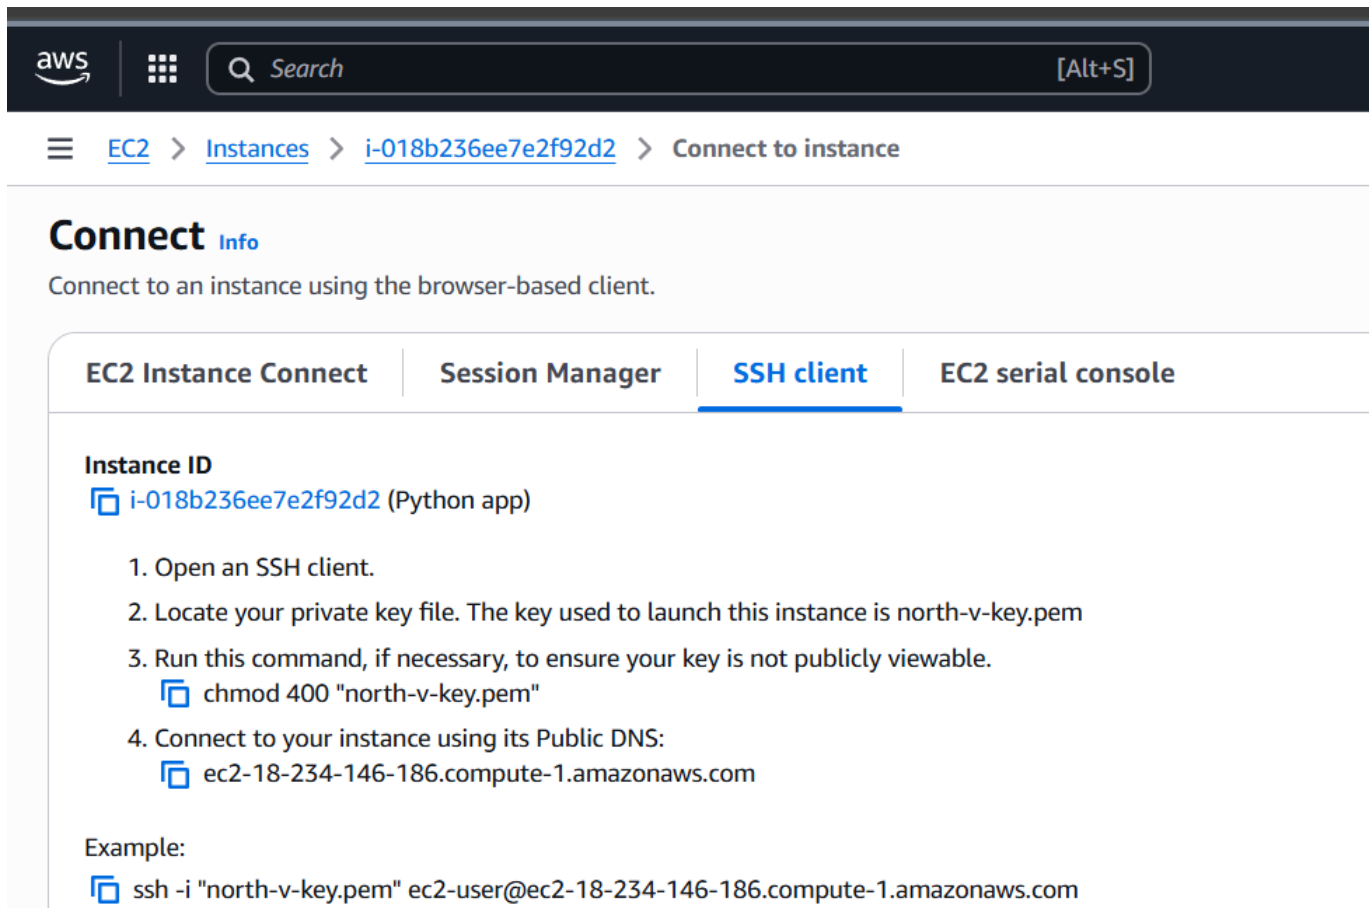 aws
Search [Alt+S]
EC2 > Instances > i-018b236ee7e2f92d2 > Connect to instance
Connect Info
Connect to an instance using the browser-based client.
EC2 Instance Connect
Session Manager
SSH client
EC2 serial console
Instance ID
i-018b236ee7e2f92d2 (Python app)
1. Open an SSH client.
2. Locate your private key file. The key used to launch this instance is north-v-key.pem
3. Run this command, if necessary, to ensure your key is not publicly viewable.
chmod 400 "north-v-key.pem"
4. Connect to your instance using its Public DNS:
ec2-18-234-146-186.compute-1.amazonaws.com
Example:
ssh -i "north-v-key.pem" ec2-user@ec2-18-234-146-186.compute-1.amazonaws.com